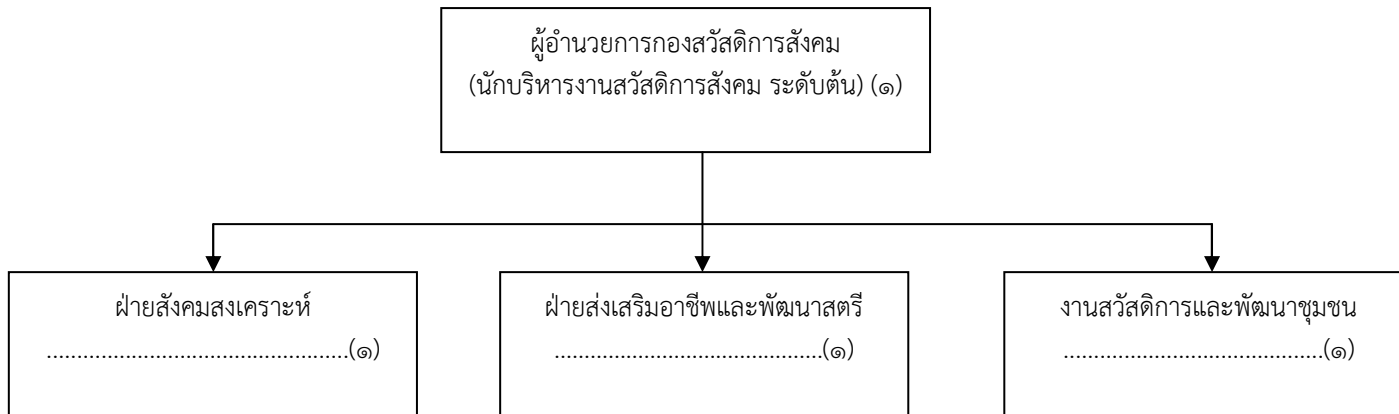 ผู้อำนวยการกองสวัสดิการสังคม
(นักบริหารงานสวัสดิการสังคม ระดับต้น) (๑)
ฝ่ายสังคมสงเคราะห์
..................................................(๑)
ฝ่ายส่งเสริมอาชีพและพัฒนาสตรี
.............................................(๑)
งานสวัสดิการและพัฒนาชุมชน
...........................................(๑)